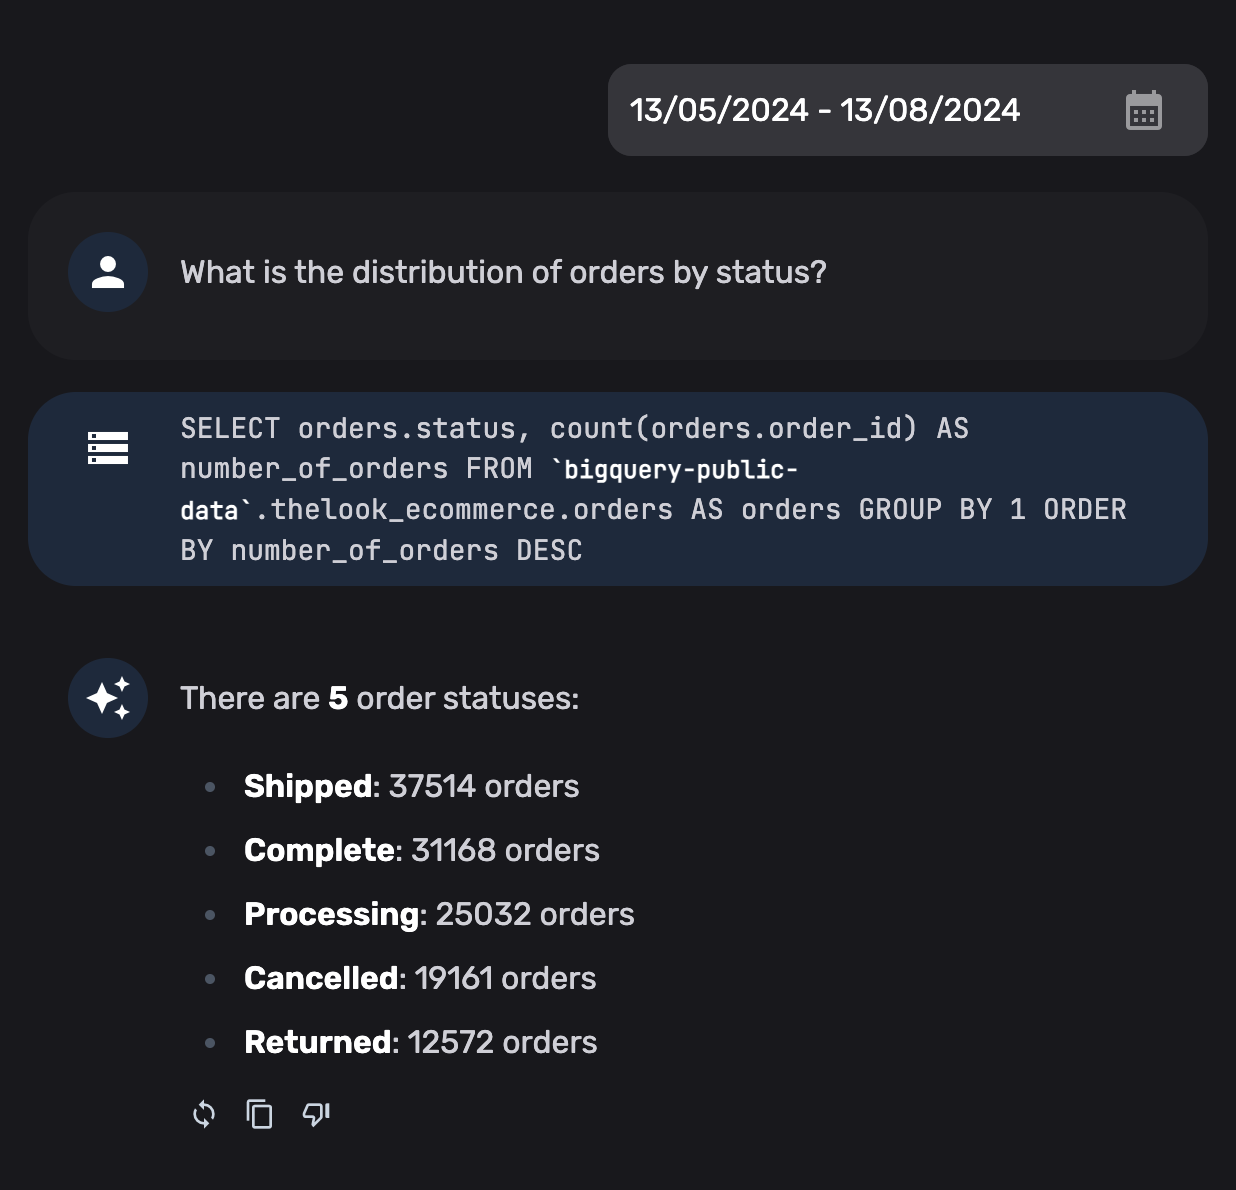 13/05/2024 - 13/08/2024
What is the distribution of orders by status?
SELECT orders.status, count(orders.order_id) AS
number_of_orders FROM `bigquery-public-
data`.thelook_ecommerce.orders AS orders GROUP BY 1 ORDER
BY number_of_orders DESC
There are 5 order statuses:
Shipped: 37514 orders
Complete: 31168 orders
Processing: 25032 orders
Cancelled: 19161 orders
Returned: 12572 orders